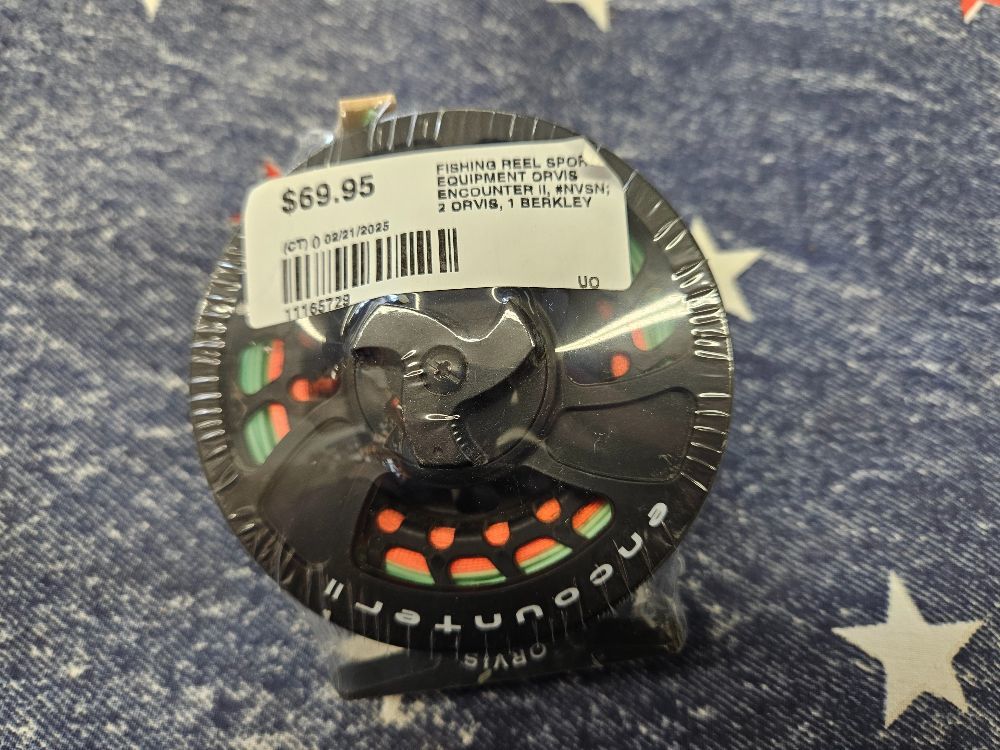 $69.95
FISHING REEL SPOR
EQUIPMENT ORVIS
ENCOUNTER II, #NVSN;
2 ORVIS, 1 BERKLEY
(CT) () 02/21/2025
11165729
UO
encounter II
ORVIS